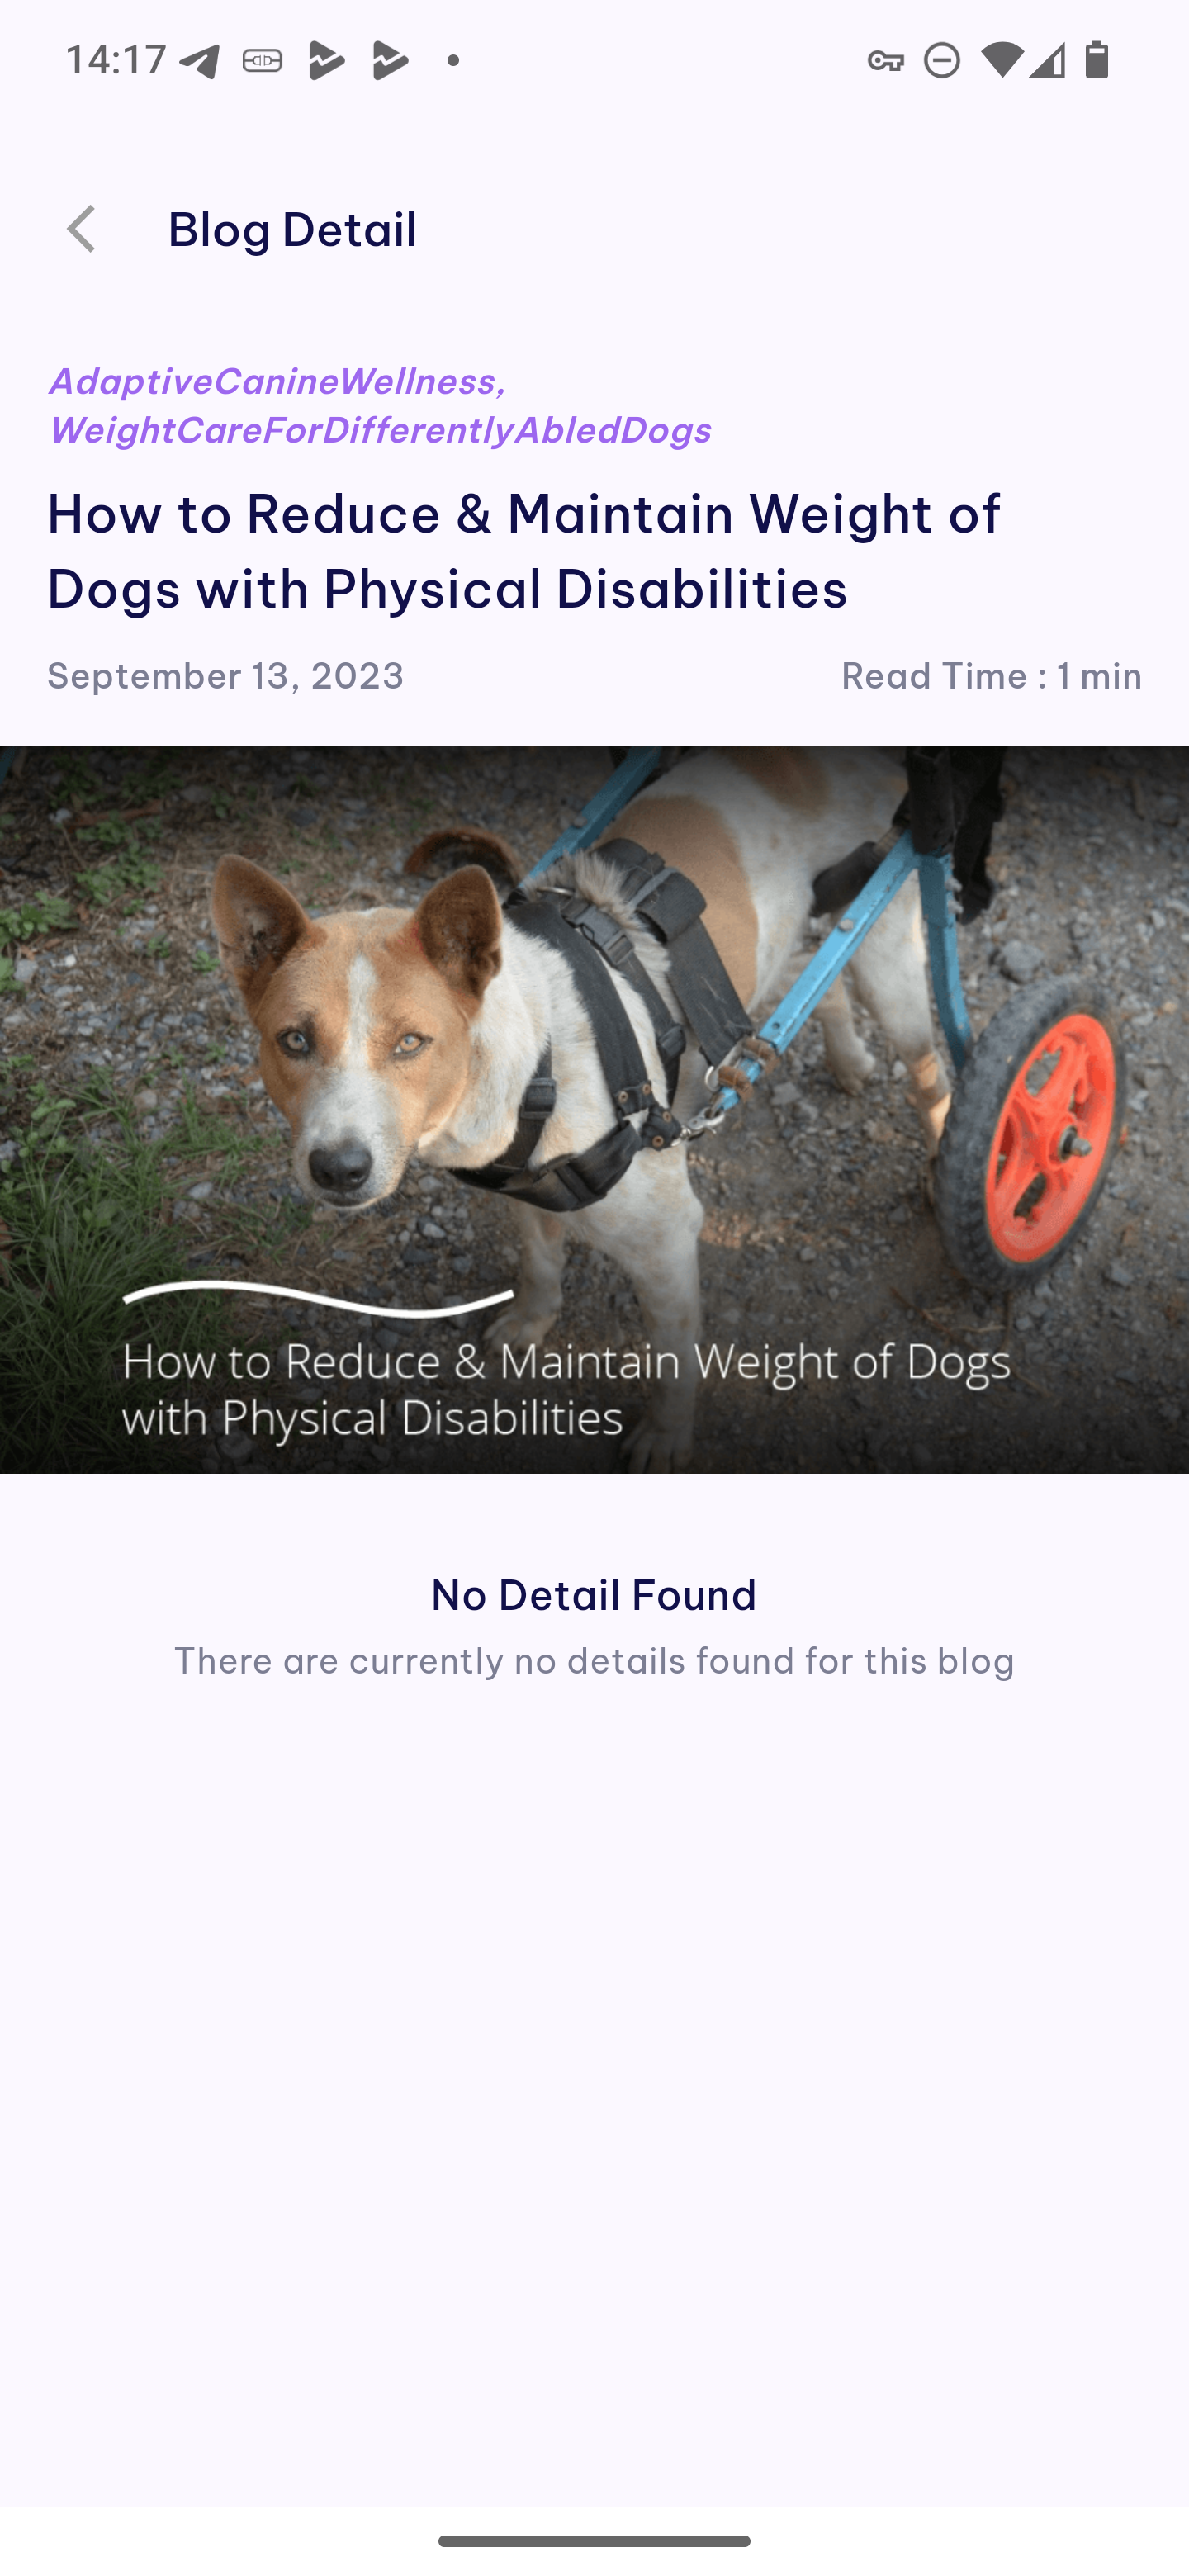 14:17
Blog Detail
AdaptiveCanineWellness,
WeightCareForDifferentlyAbledDogs
How to Reduce & Maintain Weight of
Dogs with Physical Disabilities
September 13, 2023 Read Time : 1 min
How to Reduce & Maintain Weight of Dogs
with Physical Disabilities
No Detail Found
There are currently no details found for this blog